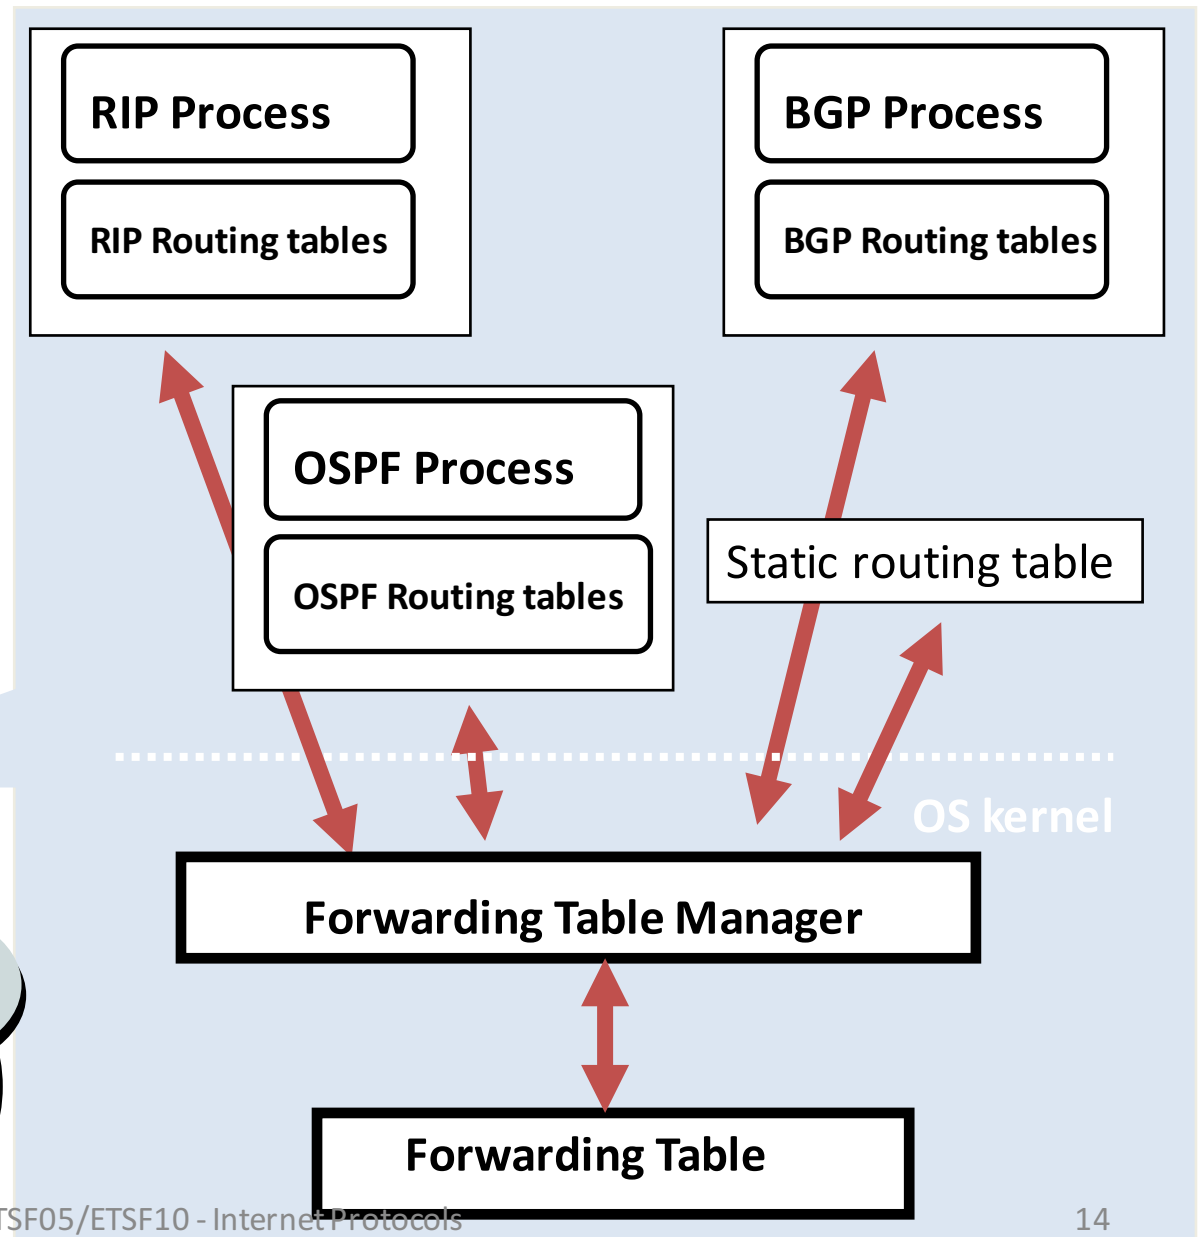 RIP Process
RIP Routing tables
BGP Process
BGP Routing tables
OSPF Process
OSPF Routing tables
Static routing table
OS kernel
Forwarding Table Manager
Forwarding Table
TSF05/ETSF10 - Internet Protocols
14